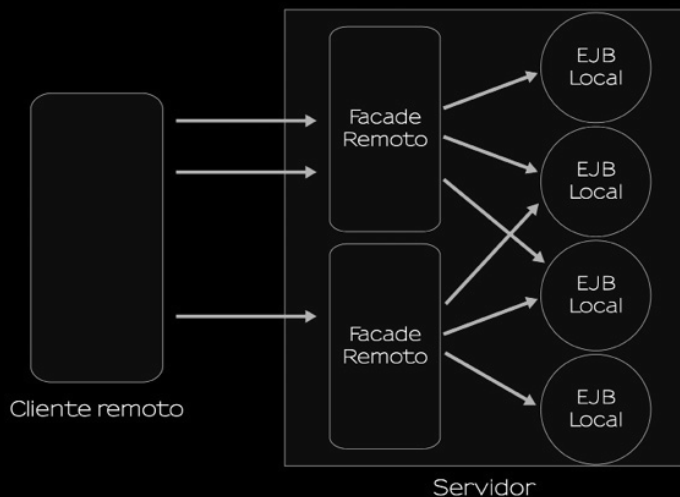 EJB
Local
Facade
Remoto
EJB
Local
EJB
Local
Facade
Remoto
EJB
Local
Cliente remoto
Servidor